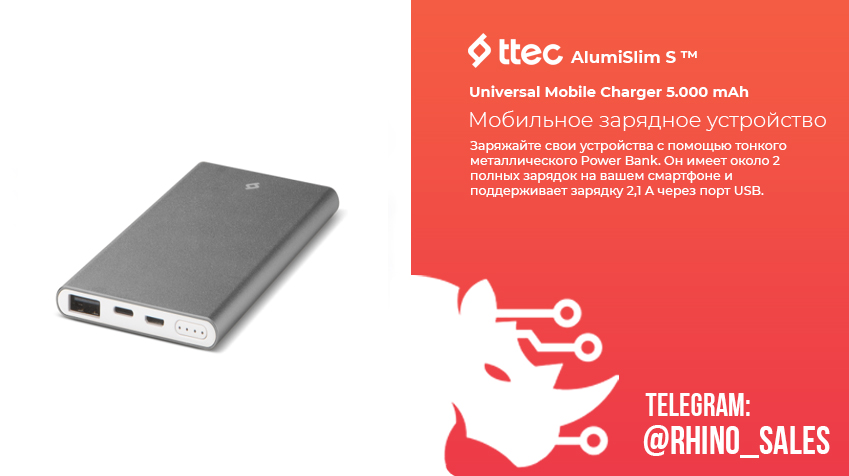 ttec AlumiSlim S ™
Universal Mobile Charger 5.000 mAh
Мобильное зарядное устройство
Заряжайте свои устройства с помощью тонкого
металлического Power Bank. Он имеет около 2
полных зарядок на вашем смартфоне и
поддерживает зарядку 2,1 А через порт USB.
TELEGRAM:
@RHINO_SALES